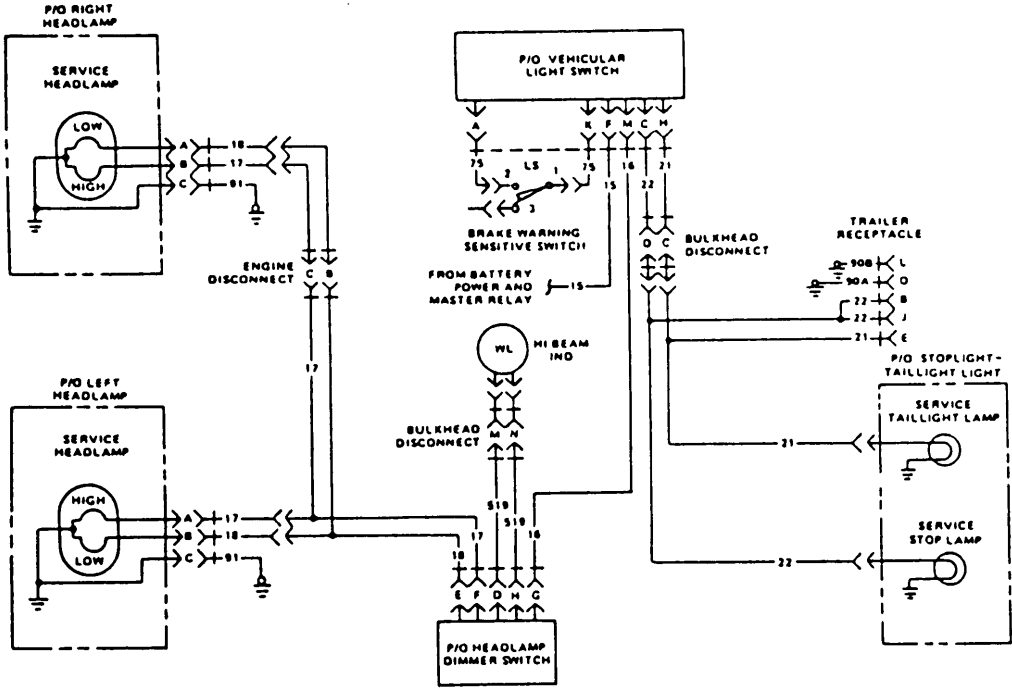 P/O RIGHT
HEADLAMP
SERVICE
HEADLAMP
LOW
HIGH
A
18
B
17
C
91
ENGINE
DISCONNECT
C
B
17
P/O VEHICULAR
LIGHT SWITCH
A
K
F
M
C
H
75
LS
75
15
16
22
21
2
1
3
BRAKE WARNING
SENSITIVE SWITCH
FROM BATTERY
POWER AND
MASTER RELAY
15
D
C
BULKHEAD
DISCONNECT
TRAILER
RECEPTACLE
90B
L
90A
D
22
B
22
J
21
E
WL
HI BEAM
IND
BULKHEAD
DISCONNECT
M
N
P/O LEFT
HEADLAMP
SERVICE
HEADLAMP
HIGH
LOW
A
17
B
18
C
91
18
17
519
519
16
E
F
D
H
G
P/O HEADLAMP
DIMMER SWITCH
P/O STOPLIGHT-
TAILLIGHT LIGHT
SERVICE
TAILLIGHT LAMP
21
SERVICE
STOP LAMP
22